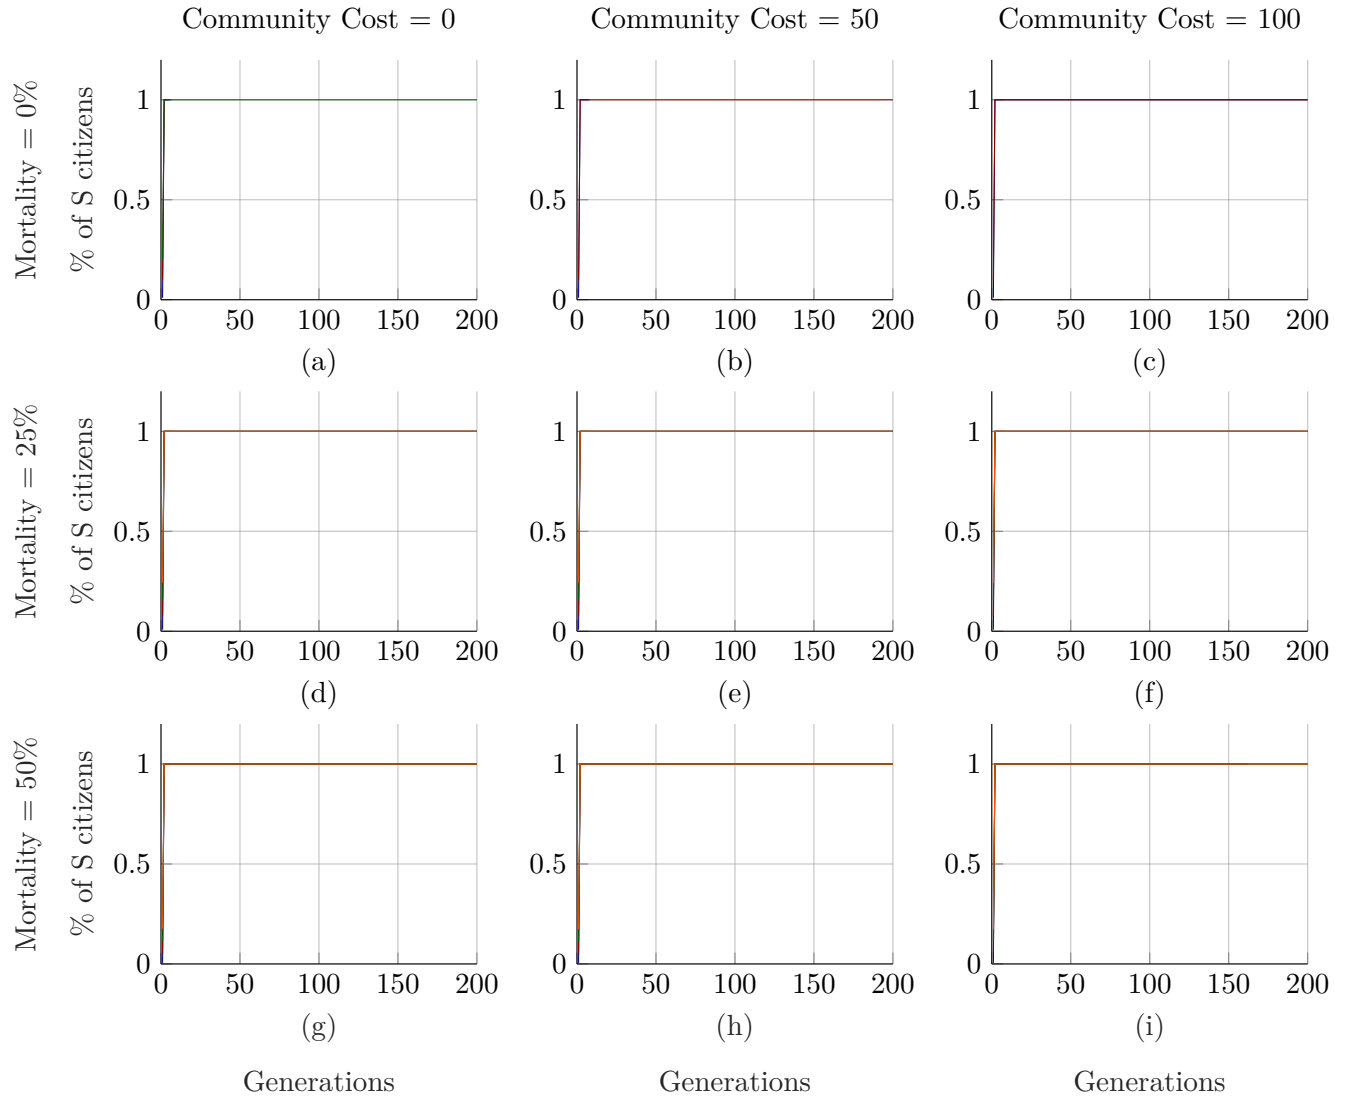 Community Cost = 0
Community Cost = 50
Community Cost = 100
Mortality = 0%
% of S citizens
1
0.5
0
0 50 100 150 200
(a)
1
0.5
0
0 50 100 150 200
(b)
1
0.5
0
0 50 100 150 200
(c)
Mortality = 25%
% of S citizens
1
0.5
0
0 50 100 150 200
(d)
1
0.5
0
0 50 100 150 200
(e)
1
0.5
0
0 50 100 150 200
(f)
Mortality = 50%
% of S citizens
1
0.5
0
0 50 100 150 200
(g)
1
0.5
0
0 50 100 150 200
(h)
1
0.5
0
0 50 100 150 200
(i)
Generations
Generations
Generations